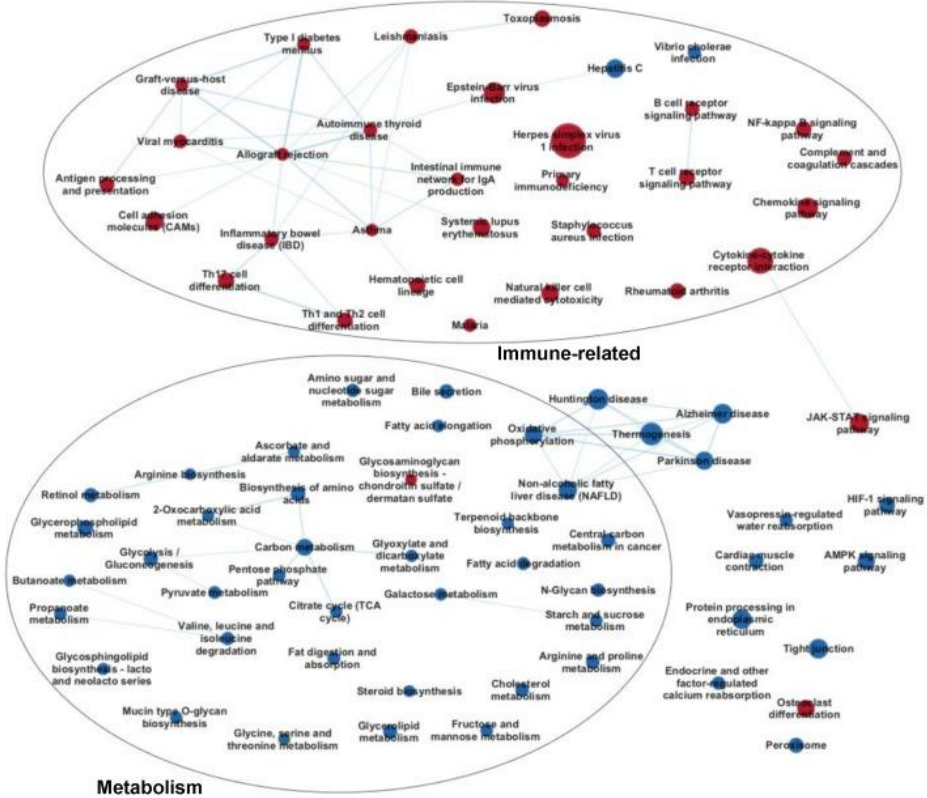 Toxoplasmosis
Type I diabetes
mellitus
Leishmaniasis
Vibrio cholerae
infection
Hepatitis C
Graft-versus-host
disease
Epstein-Barr virus
infection
B cell receptor
signaling pathway
Autoimmune thyroid
disease
NF-kappa B signaling
pathway
Viral myocarditis
Herpes simplex virus
1 infection
Allograft rejection
Complement and
coagulation cascades
Intestinal immune
network for IgA
production
Primary
immunodeficiency
T cell receptor
signaling pathway
Antigen processing
and presentation
Chemokine signaling
pathway
Cell adhesion
molecules (CAMs)
Inflammatory bowel
disease (IBD)
Asthma
Systemic lupus
erythematosus
Staphylococcus
aureus infection
Cytokine-cytokine
receptor interaction
Th17 cell
differentiation
Hematopoietic cell
lineage
Natural killer cell
mediated cytotoxicity
Rheumatoid arthritis
Th1 and Th2 cell
differentiation
Malaria
Immune-related
Amino sugar and
nucleotide sugar
metabolism
Bile secretion
Huntington disease
Alzheimer disease
Fatty acid elongation
Oxidative
phosphorylation
Thermogenesis
JAK-STAT signaling
pathway
Ascorbate and
aldarate metabolism
Parkinson disease
Glycosaminoglycan
biosynthesis -
chondroitin sulfate /
dermatan sulfate
Arginine biosynthesis
Non-alcoholic fatty
liver disease (NAFLD)
Retinol metabolism
Biosynthesis of amino
acids
HIF-1 signaling
pathway
2-Oxocarboxylic acid
metabolism
Glycerophospholipid
metabolism
Terpenoid backbone
biosynthesis
Vasopressin-regulated
water reabsorption
Central carbon
metabolism in cancer
Carbon metabolism
Glyoxylate and
dicarboxylate
metabolism
Glycolysis /
Gluconeogenesis
Cardiac muscle
contraction
AMPK signaling
pathway
Fatty acid degradation
Pentose phosphate
pathway
Butanoate metabolism
Pyruvate metabolism
Galactose metabolism
N-Glycan biosynthesis
Propanoate
metabolism
Citrate cycle (TCA
cycle)
Starch and sucrose
metabolism
Protein processing in
endoplasmic
reticulum
Valine, leucine and
isoleucine
degradation
Tight junction
Glycosphingolipid
biosynthesis - lacto
and neolacto series
Fat digestion and
absorption
Arginine and proline
metabolism
Endocrine and other
factor-regulated
calcium reabsorption
Steroid biosynthesis
Cholesterol
metabolism
Mucin type O-glycan
biosynthesis
Osteoclast
differentiation
Glycine, serine and
threonine metabolism
Glycerolipid
metabolism
Fructose and
mannose metabolism
Peroxisome
Metabolism